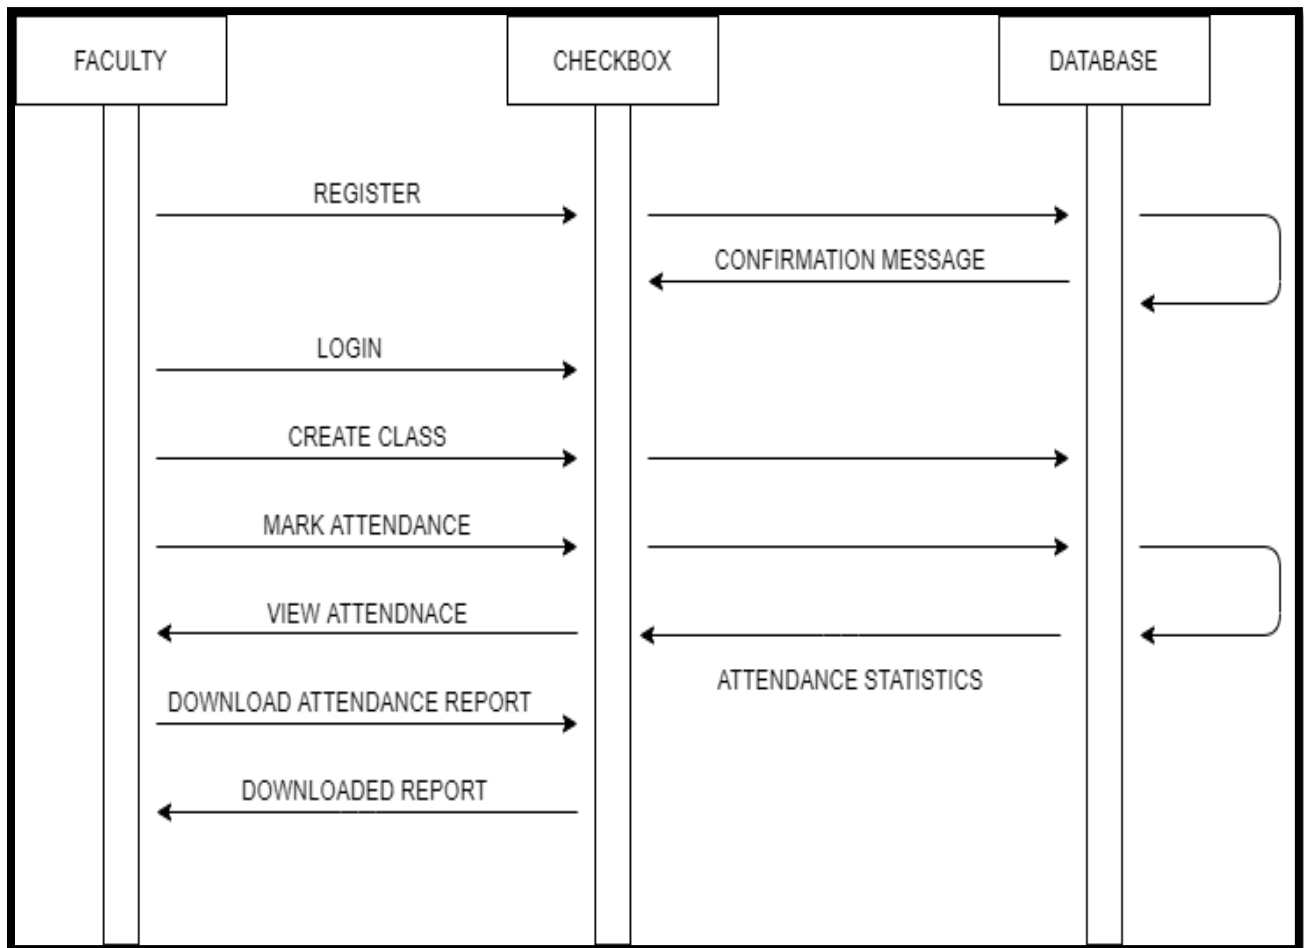 FACULTY
CHECKBOX
DATABASE
REGISTER
CONFIRMATION MESSAGE
LOGIN
CREATE CLASS
MARK ATTENDANCE
VIEW ATTENDNACE
ATTENDANCE STATISTICS
DOWNLOAD ATTENDANCE REPORT
DOWNLOADED REPORT